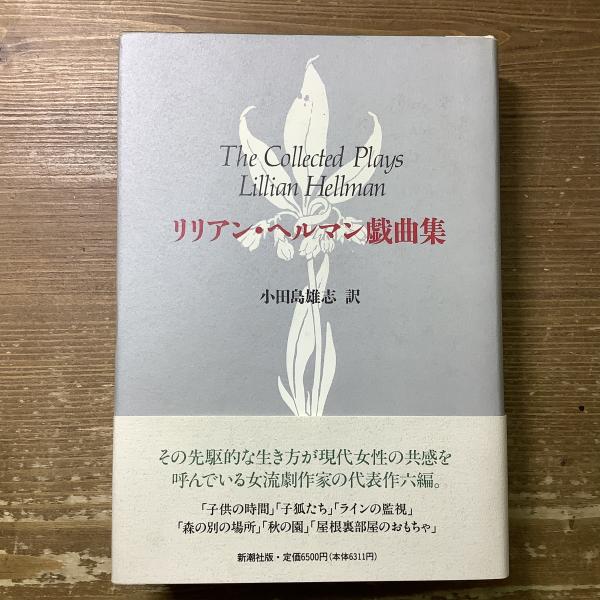 The Collected Plays
Lillian Hellman
リリアン・ヘルマン戯曲集
小田島雄志 訳
その先駆的な生き方が現代女性の共感を
呼んでいる女流劇作家の代表作六編。
「子供の時間」「子狐たち」「ラインの監視」
「森の別の場所」「秋の園」「屋根裏部屋のおもちゃ」
新潮社版・定価6500円(本体6311円)